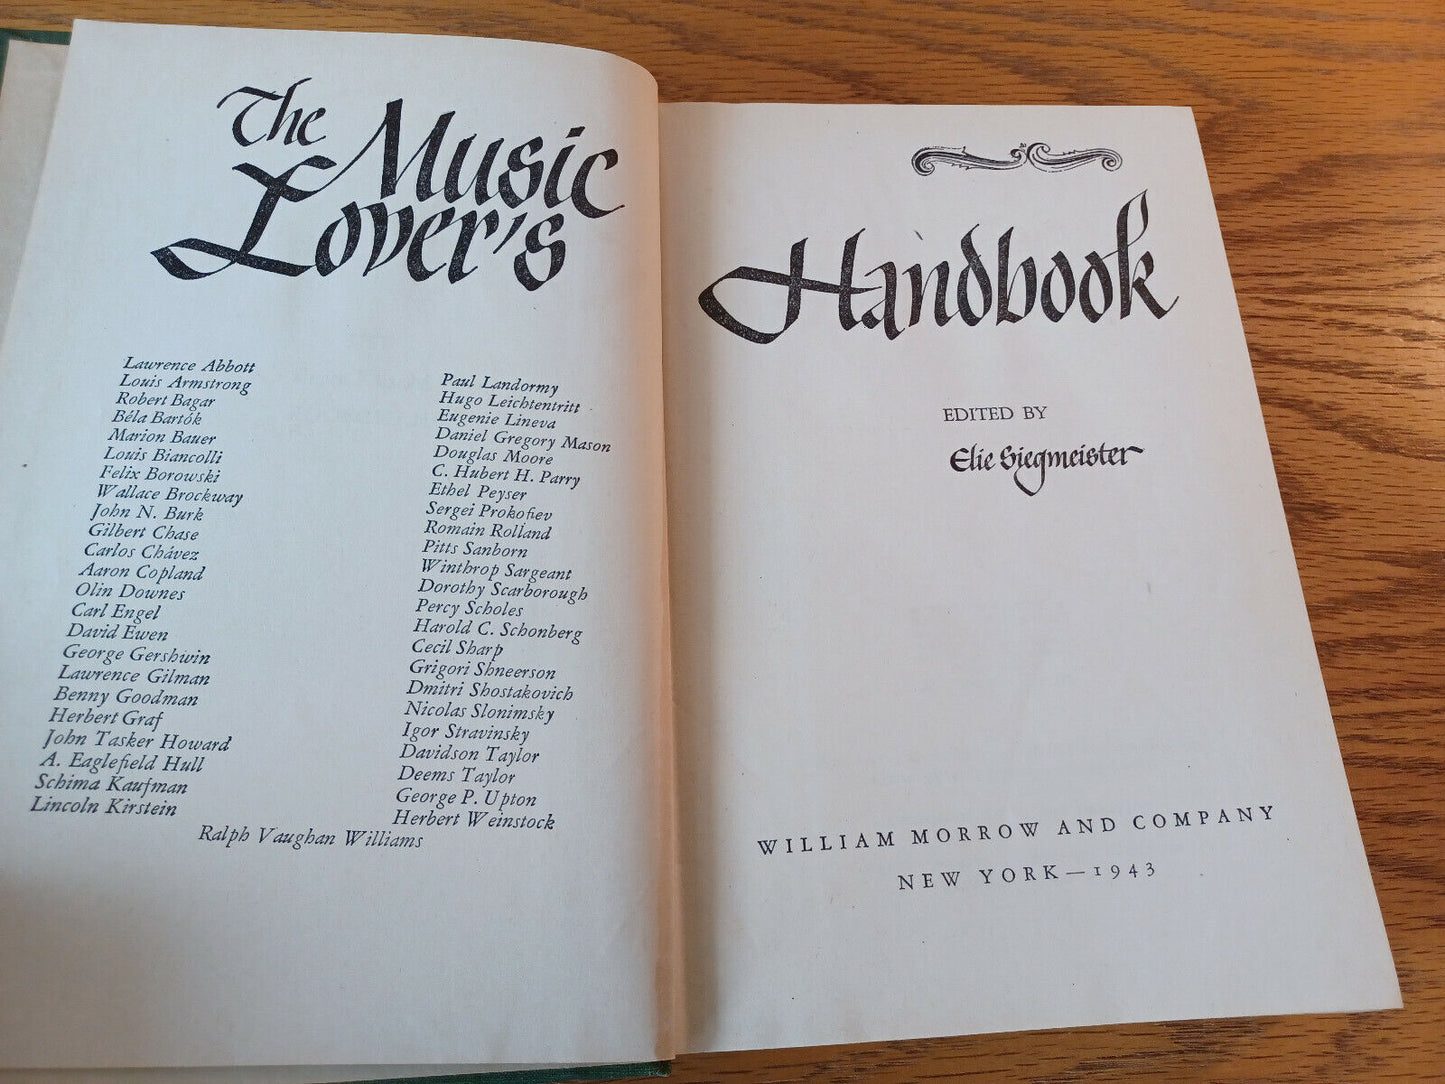 The Music
Lover's
Lawrence Abbott
Louis Armstrong
Robert Bagar
Béla Bartók
Marion Bauer
Louis Biancolli
Felix Borowski
Wallace Brockway
John N. Burk
Gilbert Chase
Carlos Chávez
Aaron Copland
Olin Downes
Carl Engel
David Ewen
George Gershwin
Lawrence Gilman
Benny Goodman
Herbert Graf
John Tasker Howard
A. Eaglefield Hull
Schima Kaufman
Lincoln Kirstein
Paul Landormy
Hugo Leichtentritt
Eugenie Lineva
Daniel Gregory Mason
Douglas Moore
C. Hubert H. Parry
Ethel Peyser
Sergei Prokofiev
Romain Rolland
Pitts Sanborn
Winthrop Sargeant
Dorothy Scarborough
Percy Scholes
Harold C. Schonberg
Cecil Sharp
Grigori Shneerson
Dmitri Shostakovich
Nicolas Slonimsky
Igor Stravinsky
Davidson Taylor
Deems Taylor
George P. Upton
Herbert Weinstock
Ralph Vaughan Williams
Handbook
EDITED BY
Elie Siegmeister
WILLIAM MORROW AND COMPANY
NEW YORK—1943